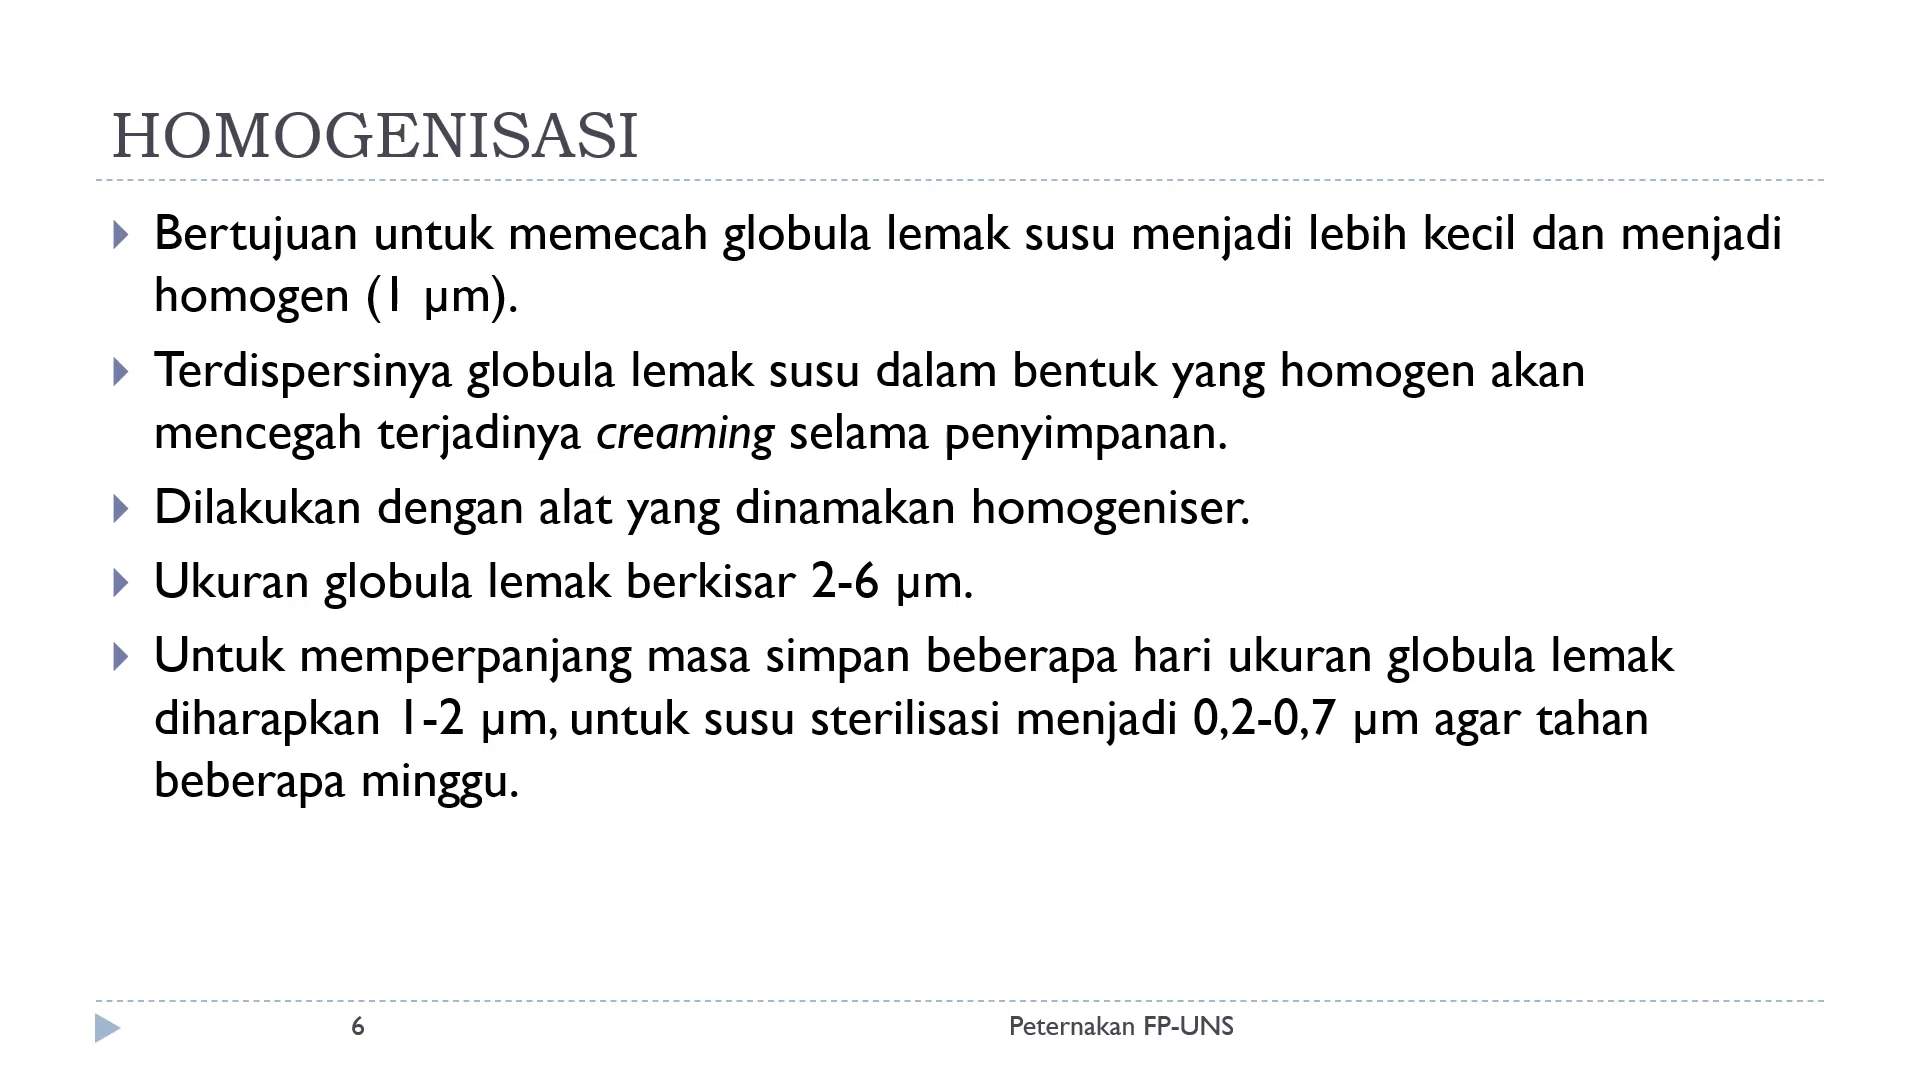 HOMOGENISASI
Bertujuan untuk memecah globula lemak susu menjadi lebih kecil dan menjadi
homogen (1 µm).
Terdispersinya globula lemak susu dalam bentuk yang homogen akan
mencegah terjadinya creaming selama penyimpanan.
Dilakukan dengan alat yang dinamakan homogeniser.
Ukuran globula lemak berkisar 2-6 µm.
Untuk memperpanjang masa simpan beberapa hari ukuran globula lemak
diharapkan 1-2 µm, untuk susu sterilisasi menjadi 0,2-0,7 µm agar tahan
beberapa minggu.
6
Peternakan FP-UNS